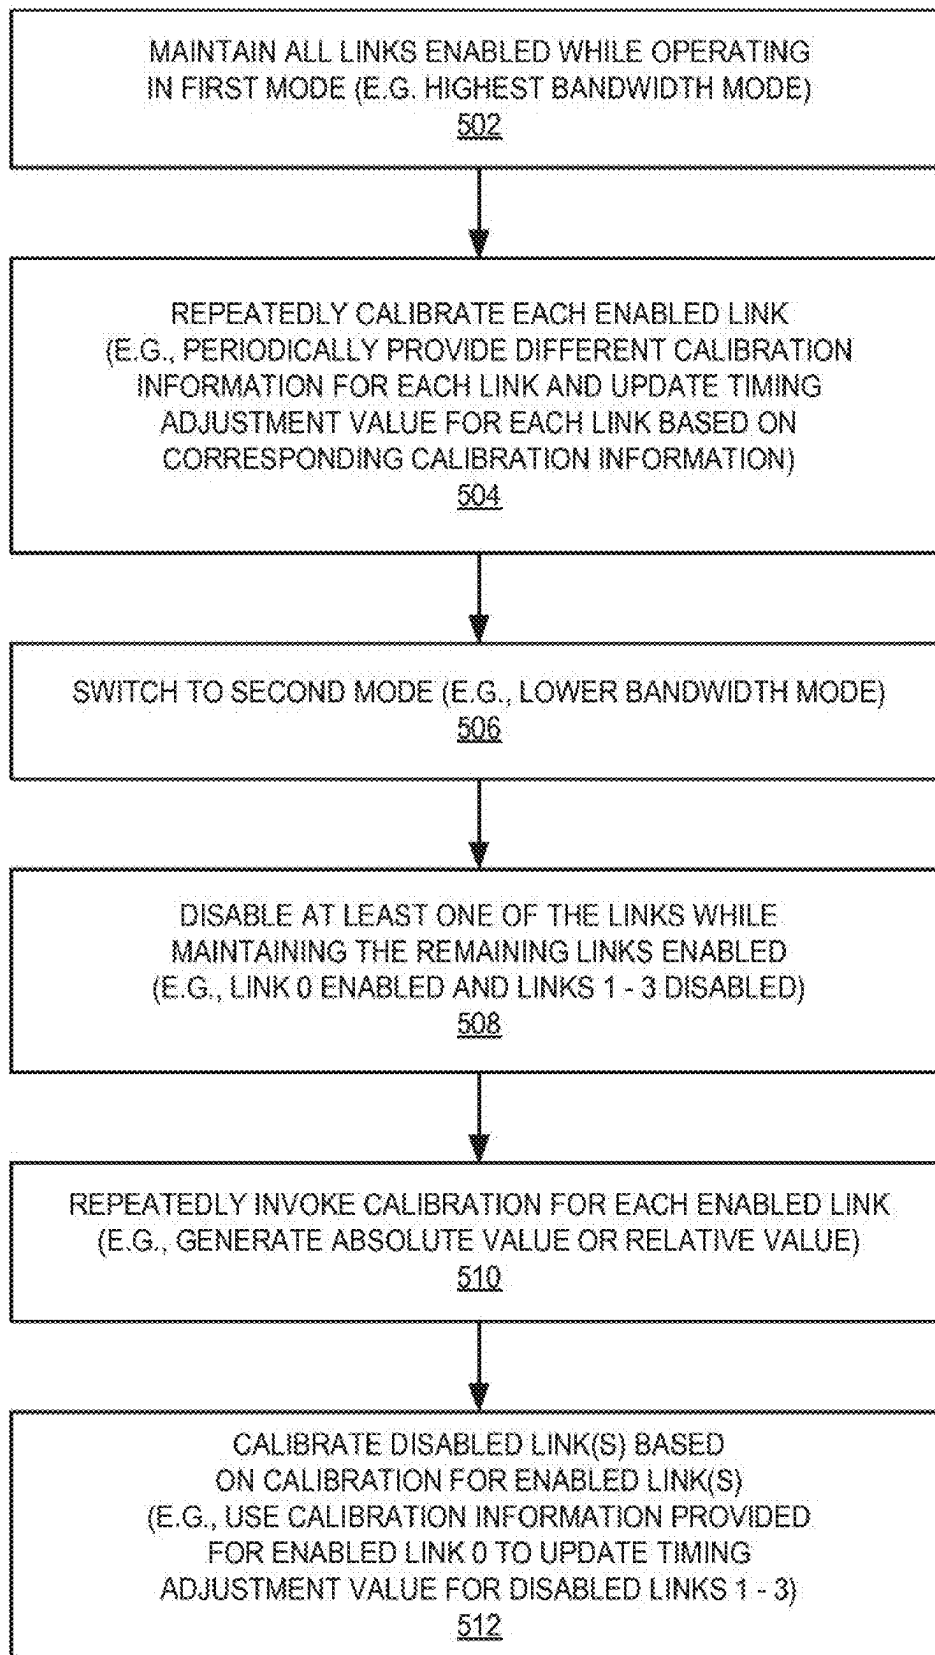 MAINTAIN ALL LINKS ENABLED WHILE OPERATING
IN FIRST MODE (E.G. HIGHEST BANDWIDTH MODE)
502
REPEATEDLY CALIBRATE EACH ENABLED LINK
(E.G., PERIODICALLY PROVIDE DIFFERENT CALIBRATION
INFORMATION FOR EACH LINK AND UPDATE TIMING
ADJUSTMENT VALUE FOR EACH LINK BASED ON
CORRESPONDING CALIBRATION INFORMATION)
504
SWITCH TO SECOND MODE (E.G., LOWER BANDWIDTH MODE)
506
DISABLE AT LEAST ONE OF THE LINKS WHILE
MAINTAINING THE REMAINING LINKS ENABLED
(E.G., LINK 0 ENABLED AND LINKS 1 - 3 DISABLED)
508
REPEATEDLY INVOKE CALIBRATION FOR EACH ENABLED LINK
(E.G., GENERATE ABSOLUTE VALUE OR RELATIVE VALUE)
510
CALIBRATE DISABLED LINK(S) BASED
ON CALIBRATION FOR ENABLED LINK(S)
(E.G., USE CALIBRATION INFORMATION PROVIDED
FOR ENABLED LINK 0 TO UPDATE TIMING
ADJUSTMENT VALUE FOR DISABLED LINKS 1 - 3)
512